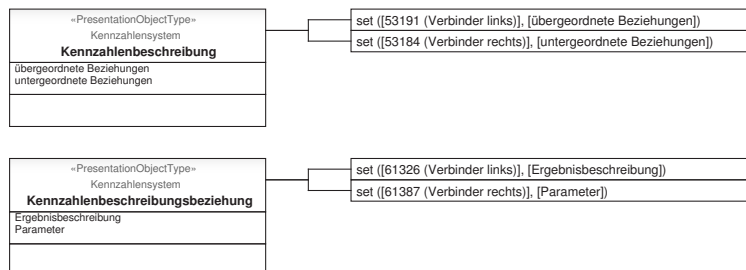 «PresentationObjectType»
Kennzahlensystem
Kennzahlenbeschreibung
übergeordnete Beziehungen
untergeordnete Beziehungen
set ([53191 (Verbinder links)], [übergeordnete Beziehungen])
set ([53184 (Verbinder rechts)], [untergeordnete Beziehungen])
«PresentationObjectType»
Kennzahlensystem
Kennzahlenbeschreibungsbeziehung
Ergebnisbeschreibung
Parameter
set ([61326 (Verbinder links)], [Ergebnisbeschreibung])
set ([61387 (Verbinder rechts)], [Parameter])